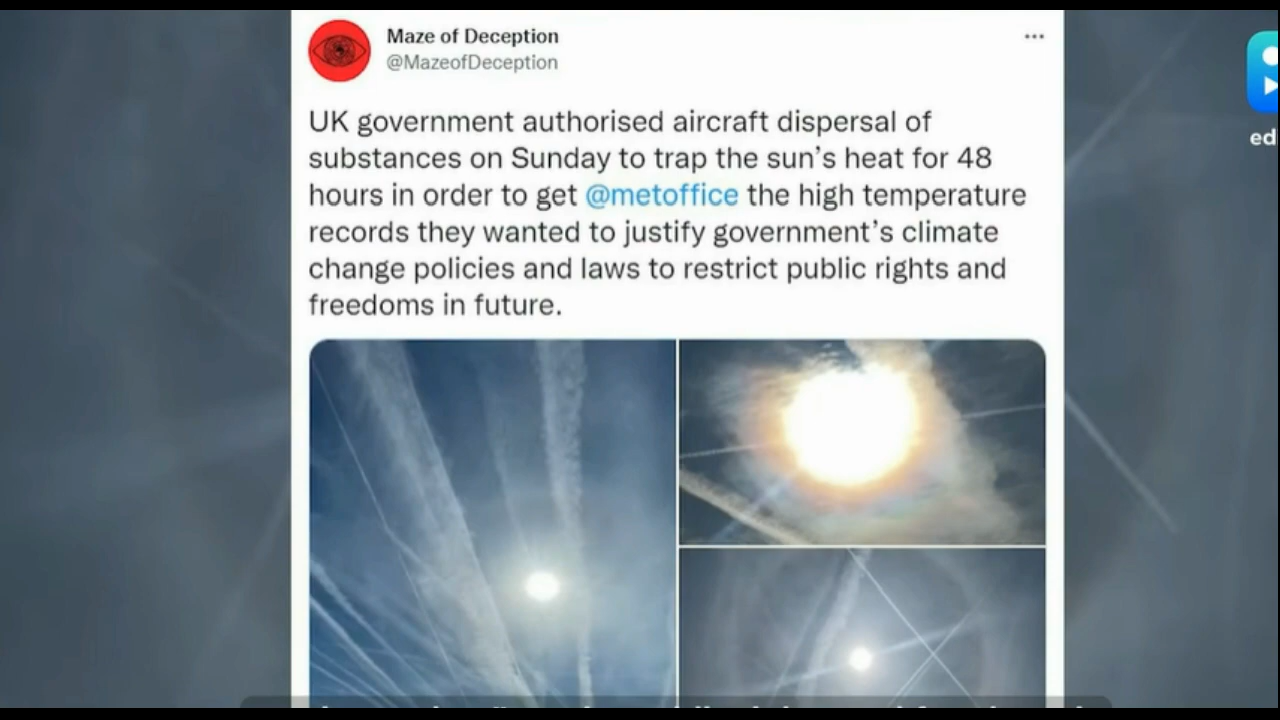 Maze of Deception
@MazeofDeception
UK government authorised aircraft dispersal of
substances on Sunday to trap the sun's heat for 48
hours in order to get @metoffice the high temperature
records they wanted to justify government's climate
change policies and laws to restrict public rights and
freedoms in future.
ed